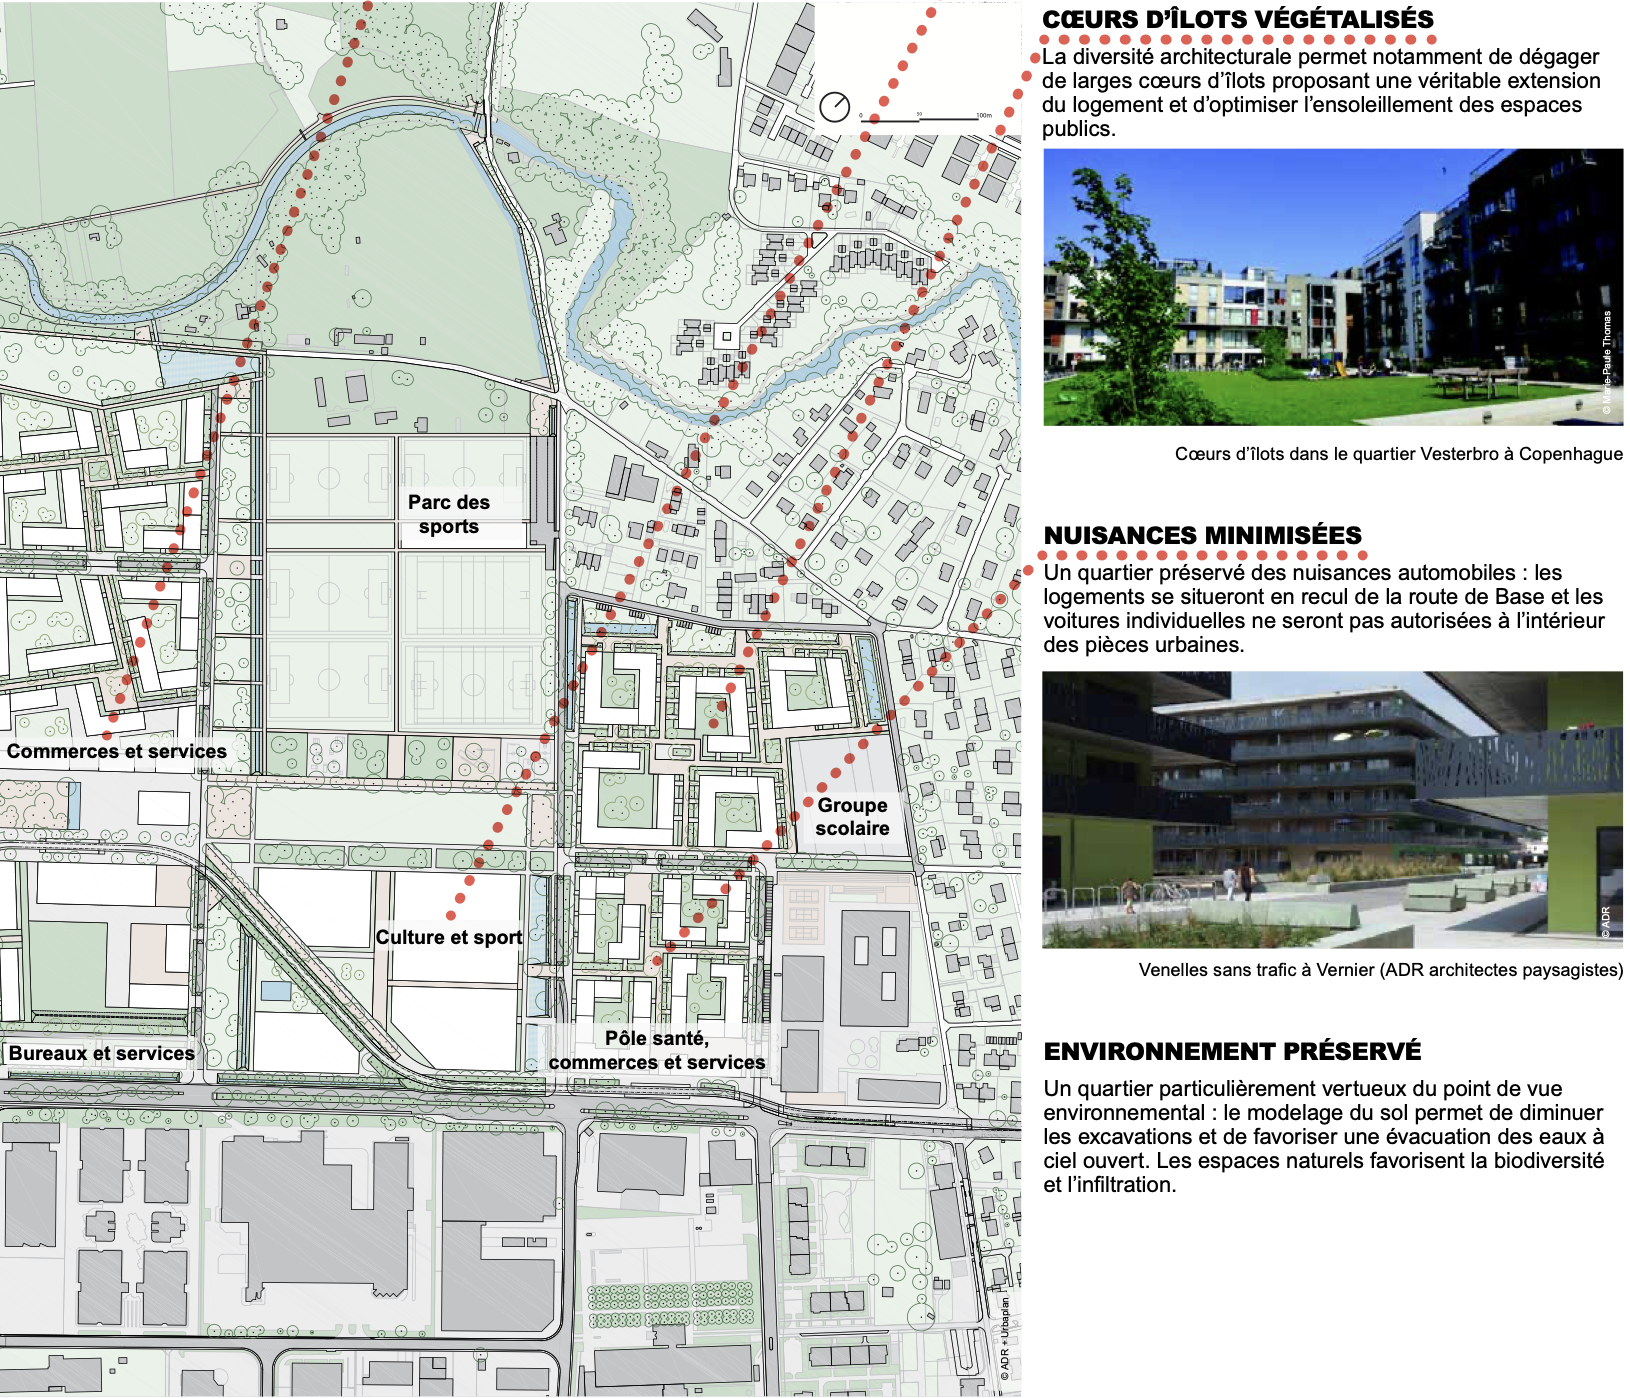 0 50 100m
Parc des
sports
Commerces et services
Groupe
scolaire
Culture et sport
Bureaux et services
Pôle santé,
commerces et services
© ADR + Urbaplan
CŒURS D’ÎLOTS VÉGÉTALISÉS
La diversité architecturale permet notamment de dégager
de larges cœurs d’îlots proposant une véritable extension
du logement et d’optimiser l’ensoleillement des espaces
publics.
© Marie-Paule Thomas
Cœurs d’îlots dans le quartier Vesterbro à Copenhague
NUISANCES MINIMISÉES
Un quartier préservé des nuisances automobiles : les
logements se situeront en recul de la route de Base et les
voitures individuelles ne seront pas autorisées à l’intérieur
des pièces urbaines.
© ADR
Venelles sans trafic à Vernier (ADR architectes paysagistes)
ENVIRONNEMENT PRÉSERVÉ
Un quartier particulièrement vertueux du point de vue
environnemental : le modelage du sol permet de diminuer
les excavations et de favoriser une évacuation des eaux à
ciel ouvert. Les espaces naturels favorisent la biodiversité
et l’infiltration.